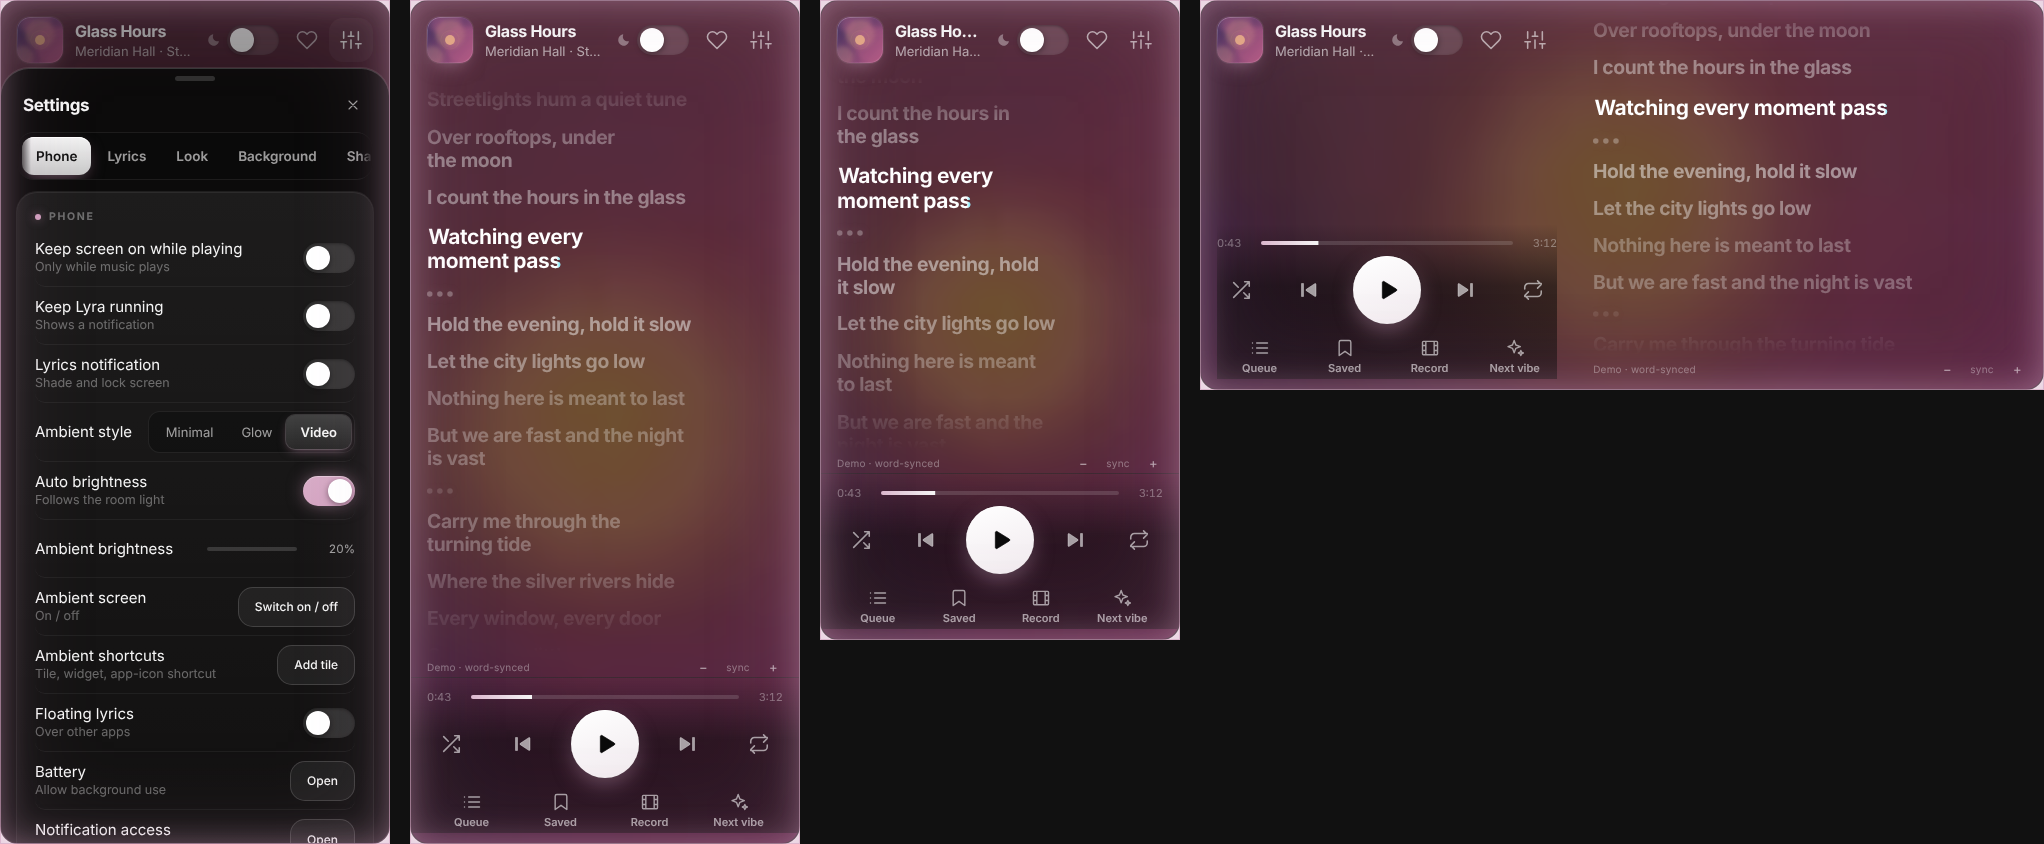 Glass Hours
Meridian Hall · St...
Settings
Phone
Lyrics
Look
Background
Sha
PHONE
Keep screen on while playing
Only while music plays
Keep Lyra running
Shows a notification
Lyrics notification
Shade and lock screen
Ambient style
Minimal
Glow
Video
Auto brightness
Follows the room light
Ambient brightness
20%
Ambient screen
On / off
Switch on / off
Ambient shortcuts
Tile, widget, app-icon shortcut
Add tile
Floating lyrics
Over other apps
Battery
Allow background use
Open
Notification access
Open
Glass Hours
Meridian Hall · St...
Streetlights hum a quiet tune
Over rooftops, under
the moon
I count the hours in the glass
Watching every
moment pass
Hold the evening, hold it slow
Let the city lights go low
Nothing here is meant to last
But we are fast and the night
is vast
Carry me through the
turning tide
Where the silver rivers hide
Every window, every door
Demo · word-synced
− sync +
0:43
3:12
Queue
Saved
Record
Next vibe
Glass Ho...
Meridian Ha...
the moon
I count the hours in
the glass
Watching every
moment pass
Hold the evening, hold
it slow
Let the city lights go low
Nothing here is meant
to last
But we are fast and the
night is vast
Demo · word-synced
− sync +
0:43
3:12
Queue
Saved
Record
Next vibe
Glass Hours
Meridian Hall ·...
0:43
3:12
Queue
Saved
Record
Next vibe
Over rooftops, under the moon
I count the hours in the glass
Watching every moment pass
Hold the evening, hold it slow
Let the city lights go low
Nothing here is meant to last
But we are fast and the night is vast
Carry me through the turning tide
Demo · word-synced
− sync +